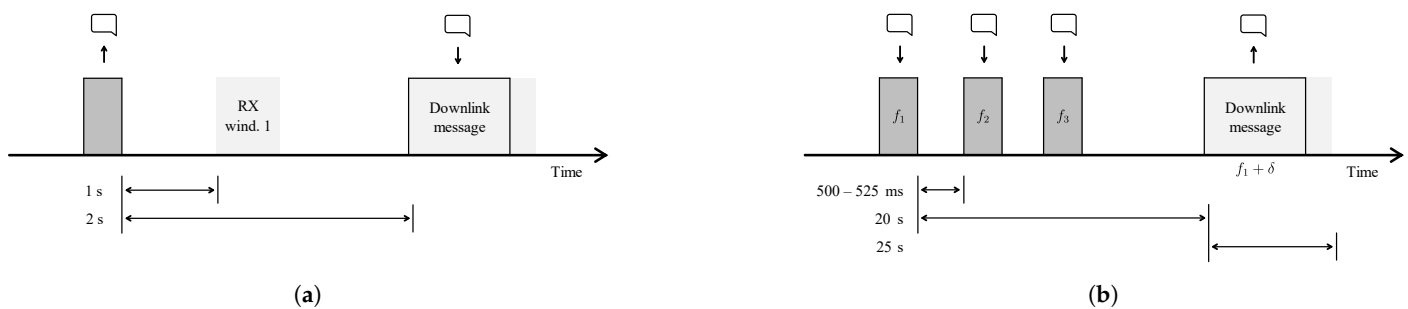 RX
wind. 1
Downlink
message
Time
1 s
2 s
(a)
f₁
f₂
f₃
Downlink
message
f₁ + δ
Time
500 – 525 ms
20 s
25 s
(b)